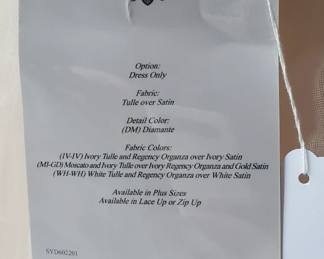 Option:
Dress Only
Fabric:
Tulle over Satin
Detail Color:
(DM) Diamante
Fabric Colors:
(IV-IV) Ivory Tulle and Regency Organza over Ivory Satin
(MI-GD) Moscato and Ivory Tulle over Ivory Regency Organza and Gold Satin
(WH-WH) White Tulle and Regency Organza over White Satin
Available in Plus Sizes
Available in Lace Up or Zip Up
SYD602201